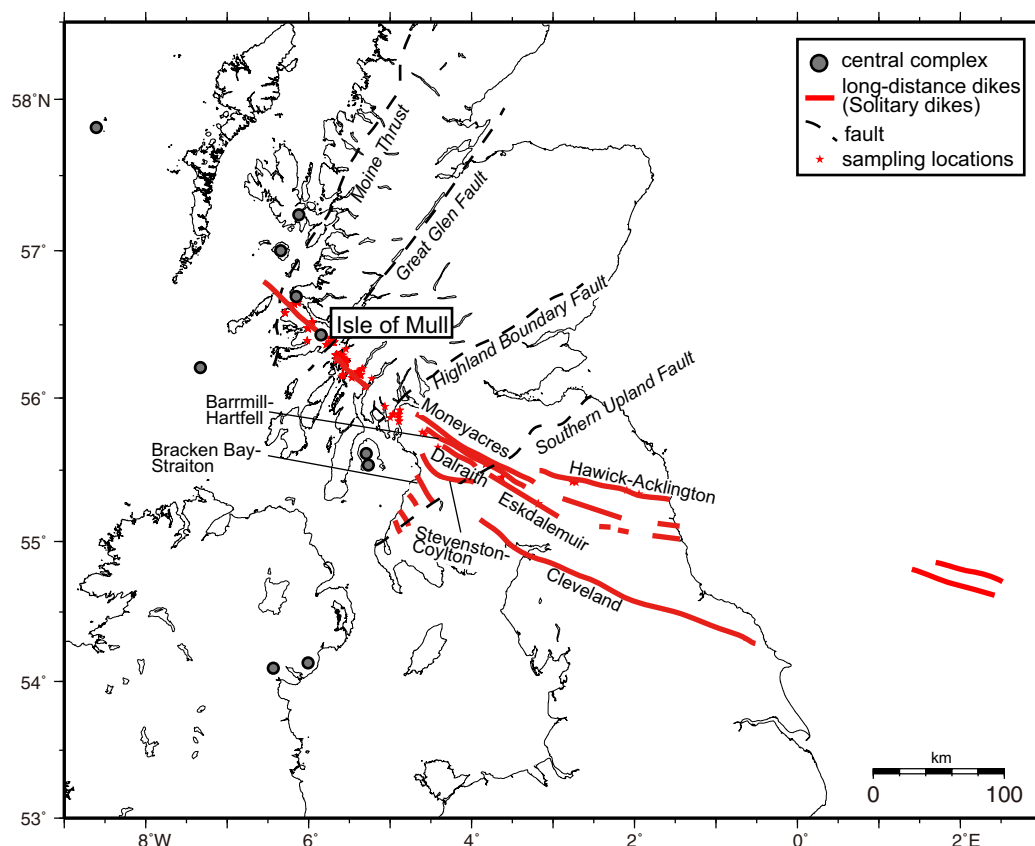 central complex
long-distance dikes
(Solitary dikes)
fault
sampling locations
58˚N
57˚
56˚
55˚
54˚
53˚
Moine Thrust
Great Glen Fault
Isle of Mull
Highland Boundary Fault
Southern Upland Fault
Barrmill-
Hartfell
Moneyacres
Bracken Bay-
Straiton
Dalraith
Hawick-Acklington
Eskdalemuir
Stevenston-
Coylton
Cleveland
km
0 100
8˚W 6˚ 4˚ 2˚ 0˚ 2˚E